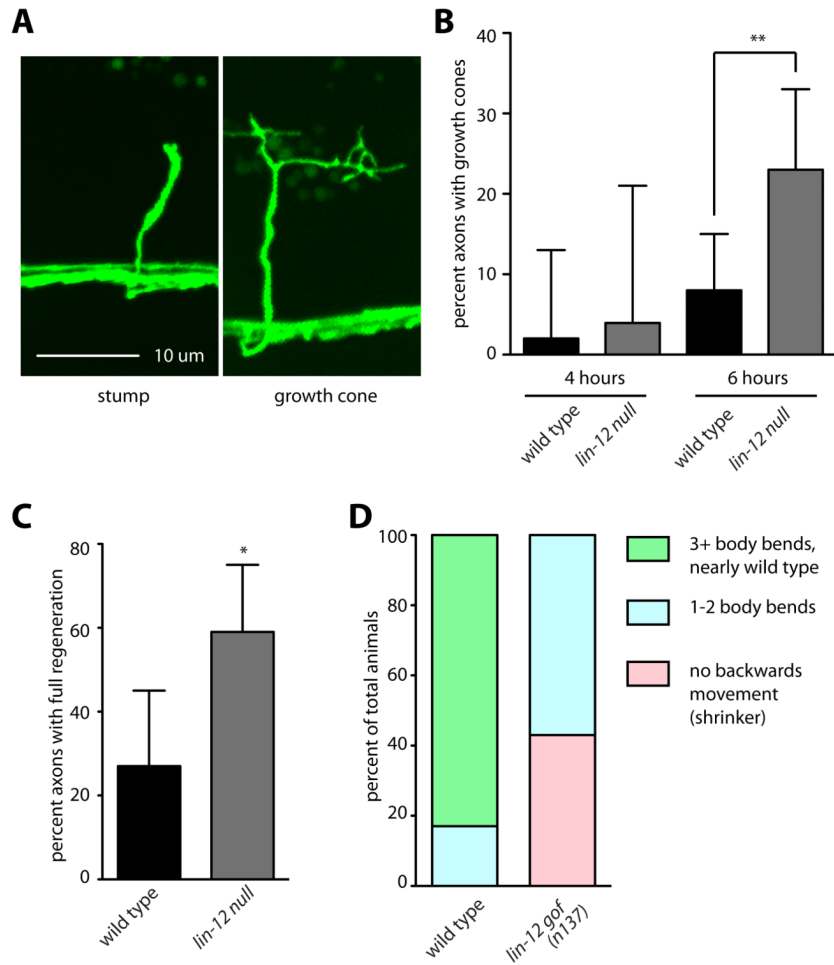 A
10 um
stump
growth cone
B
percent axons with growth cones
40
30
20
10
0
**
4 hours
6 hours
wild type
lin-12 null
wild type
lin-12 null
C
percent axons with full regeneration
80
60
40
20
0
*
wild type
lin-12 null
D
percent of total animals
100
80
60
40
20
0
wild type
lin-12 gof
(n137)
3+ body bends,
nearly wild type
1-2 body bends
no backwards
movement
(shrinker)